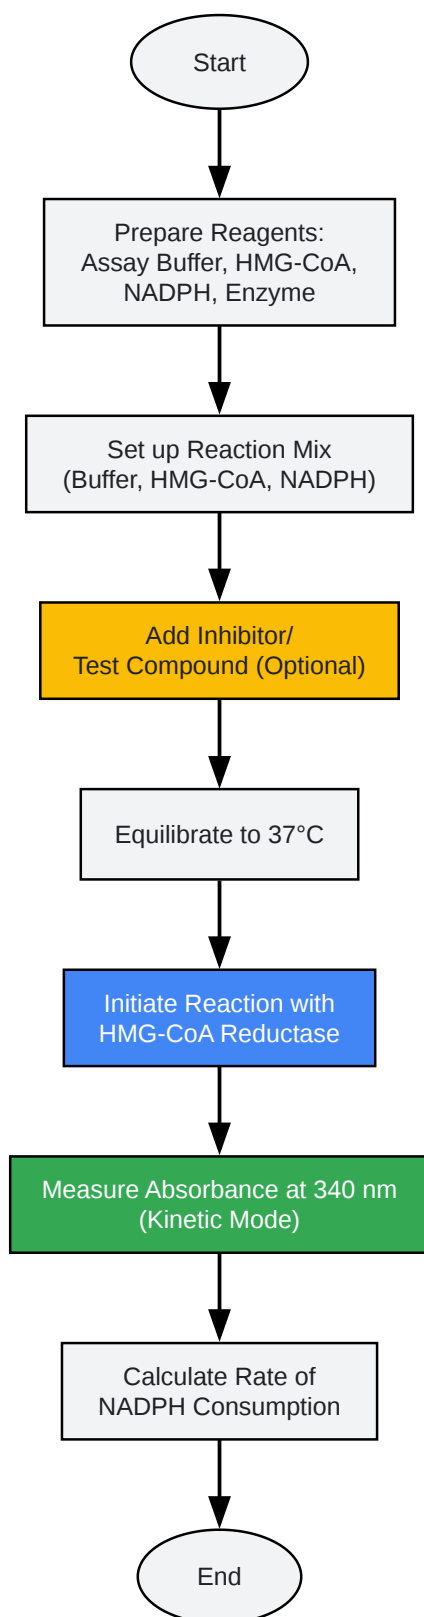 Start
Prepare Reagents:
Assay Buffer, HMG-CoA,
NADPH, Enzyme
Set up Reaction Mix
(Buffer, HMG-CoA, NADPH)
Add Inhibitor/
Test Compound (Optional)
Equilibrate to 37°C
Initiate Reaction with
HMG-CoA Reductase
Measure Absorbance at 340 nm
(Kinetic Mode)
Calculate Rate of
NADPH Consumption
End